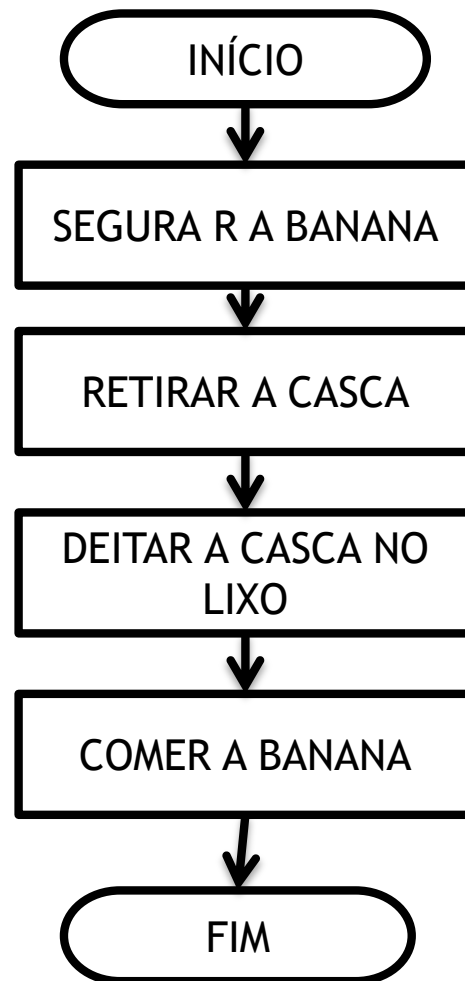 INÍCIO
SEGURA R A BANANA
RETIRAR A CASCA
DEITAR A CASCA NO
LIXO
COMER A BANANA
FIM